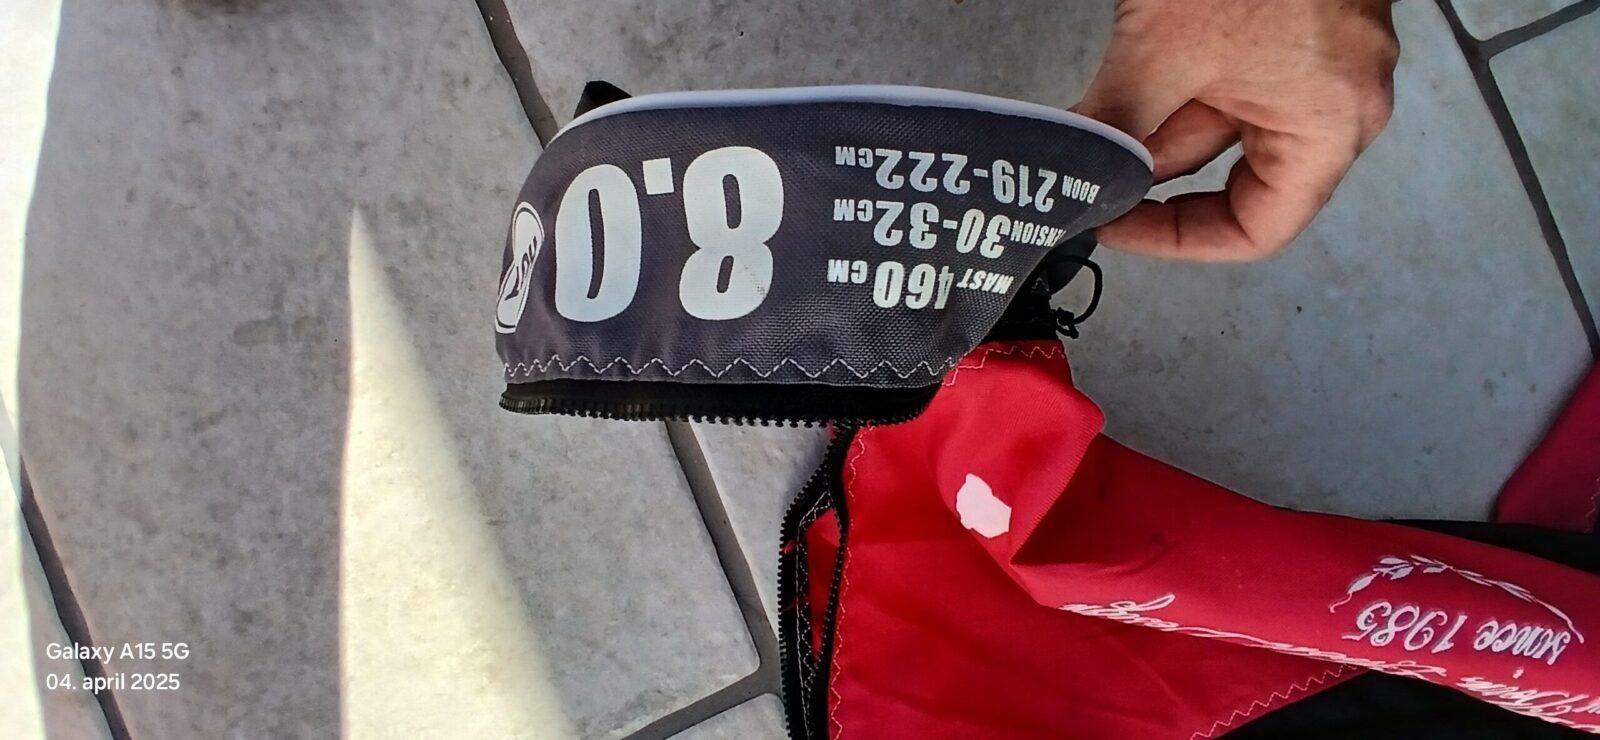 8.0
MAST 460 CM
30-32 CM
BOOM 219-222 CM
since 1985
Galaxy A15 5G
04. april 2025